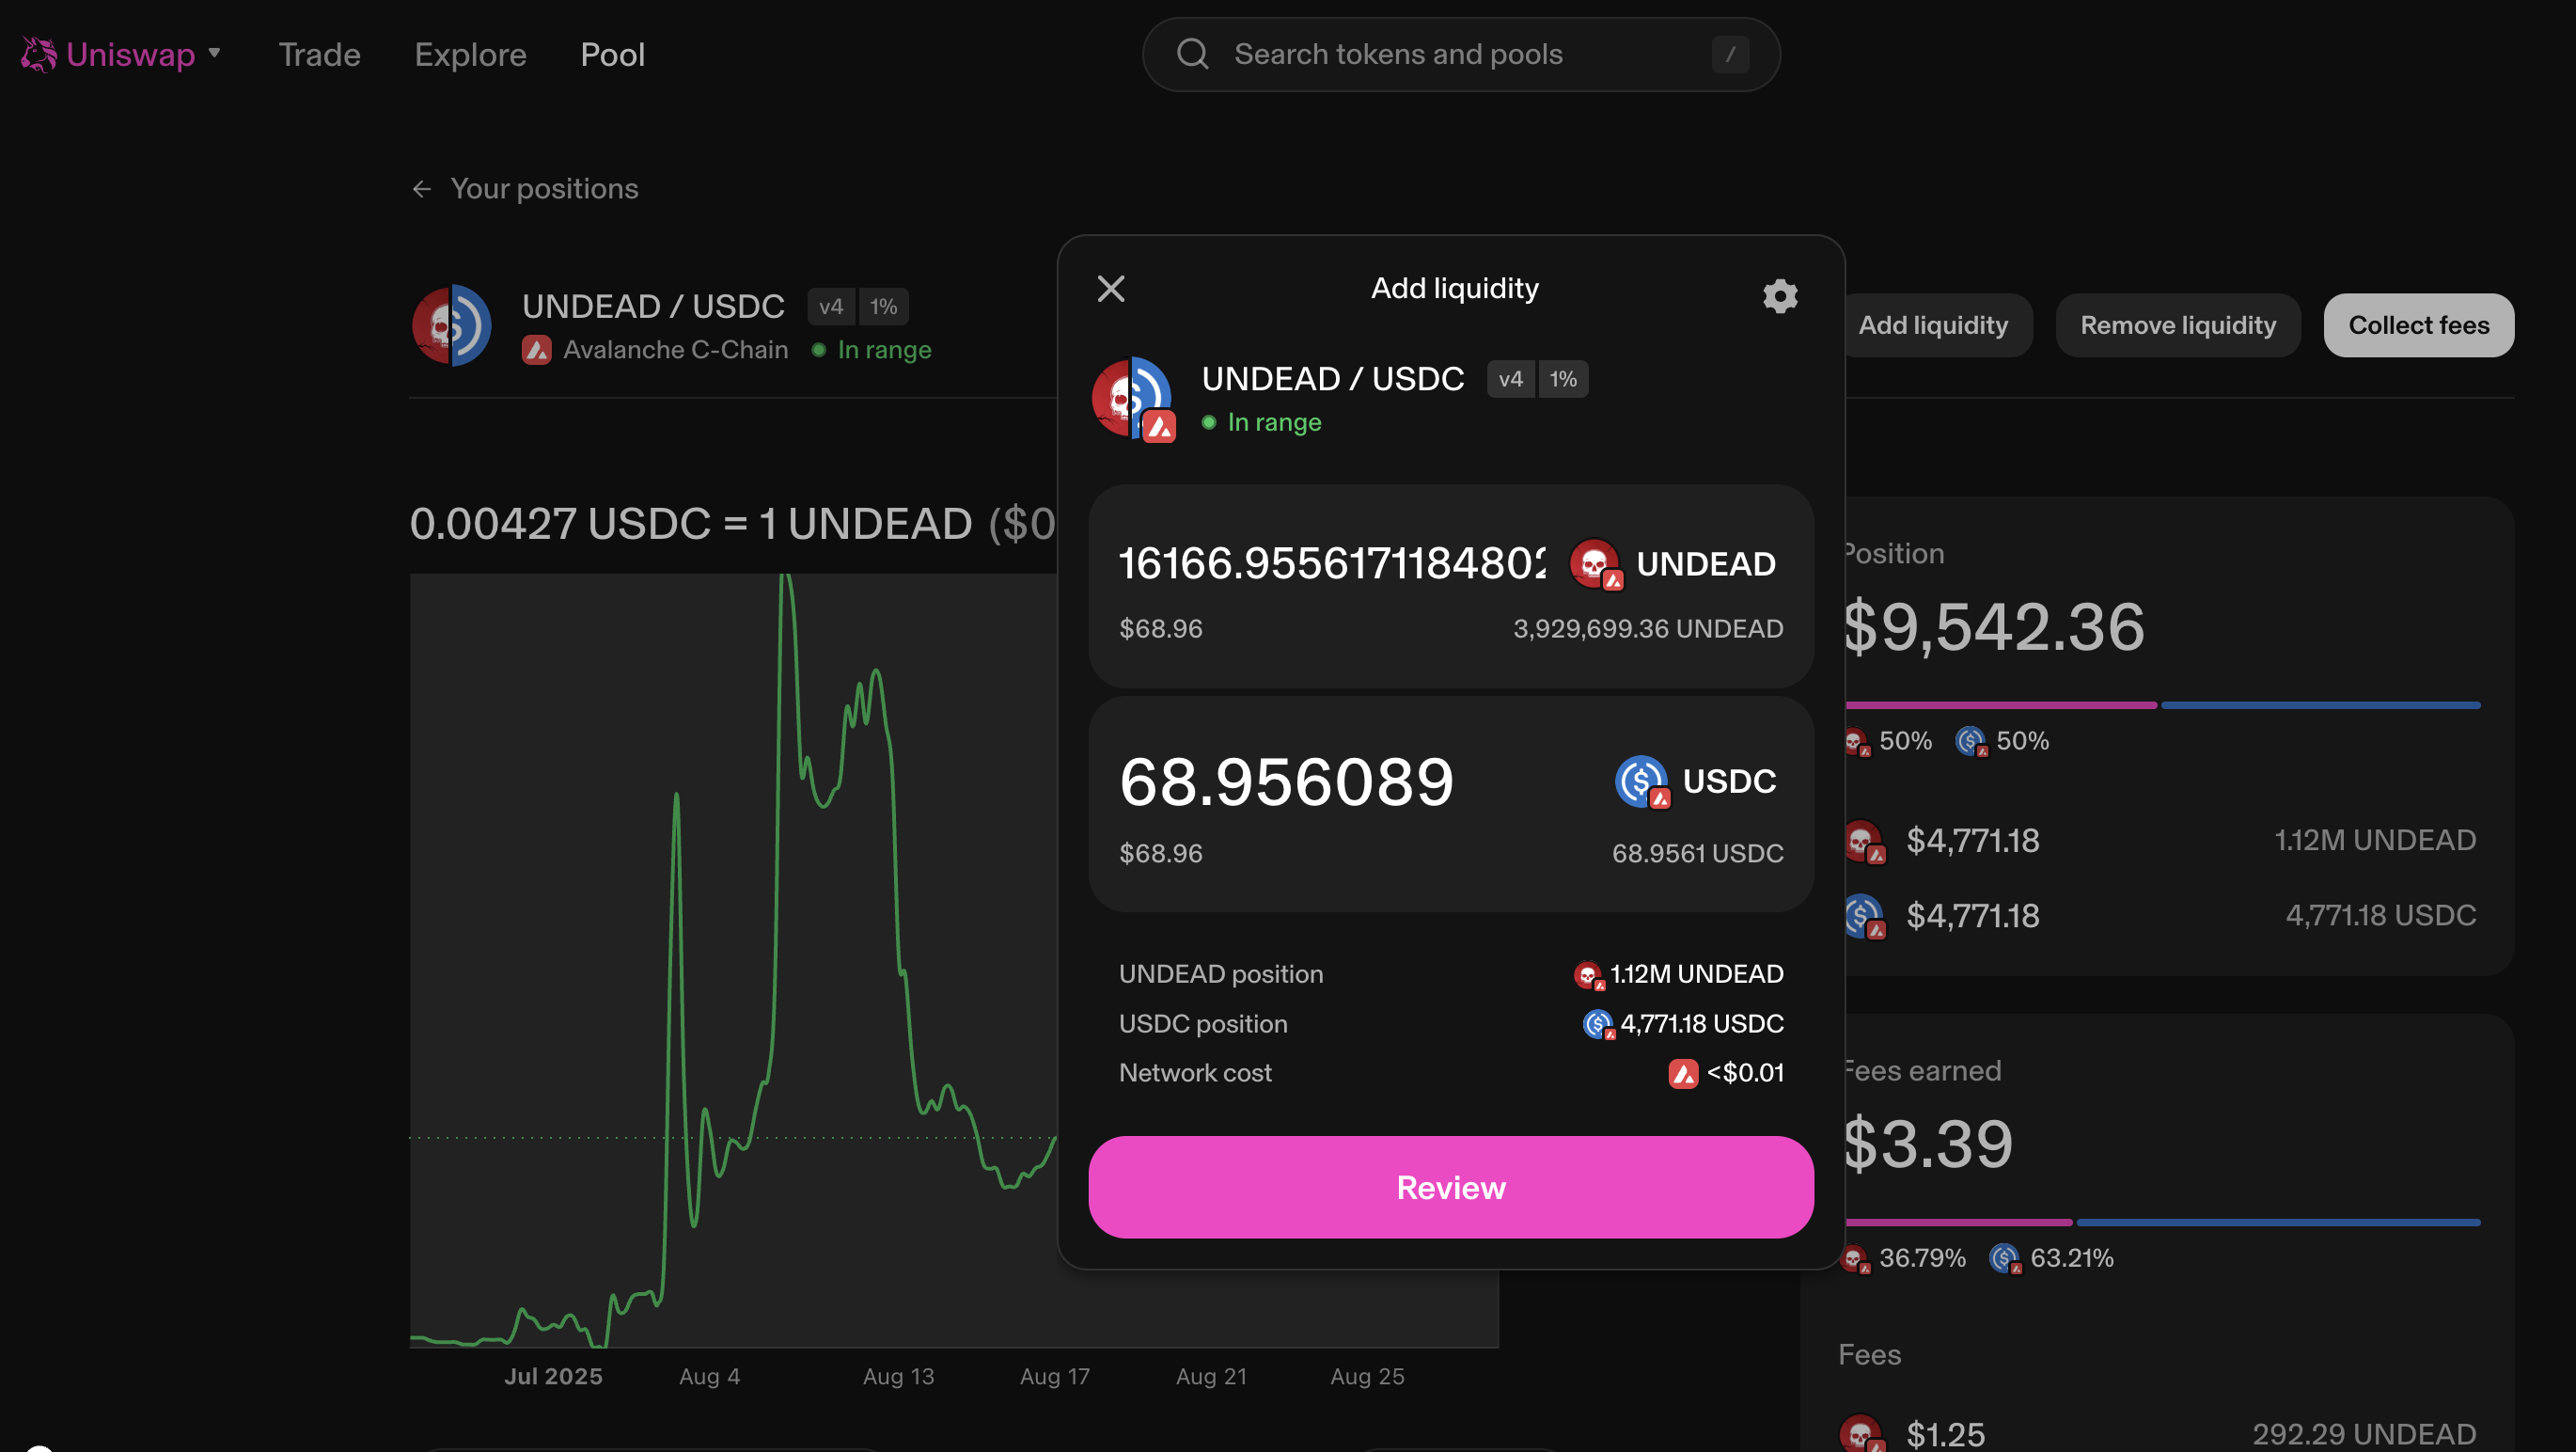 Uniswap
Trade
Explore
Pool
Search tokens and pools
/
← Your positions
UNDEAD / USDC v4 1%
Avalanche C-Chain In range
Add liquidity
Remove liquidity
Collect fees
0.00427 USDC = 1 UNDEAD ($0
Jul 2025
Aug 4
Aug 13
Aug 17
Aug 21
Aug 25
Add liquidity
UNDEAD / USDC v4 1%
In range
16166.955617118480 UNDEAD
$68.96 3,929,699.36 UNDEAD
68.956089 USDC
$68.96 68.9561 USDC
UNDEAD position 1.12M UNDEAD
USDC position 4,771.18 USDC
Network cost <$0.01
Review
Position
$9,542.36
50% 50%
$4,771.18 1.12M UNDEAD
$4,771.18 4,771.18 USDC
Fees earned
$3.39
36.79% 63.21%
Fees
$1.25 292.29 UNDEAD